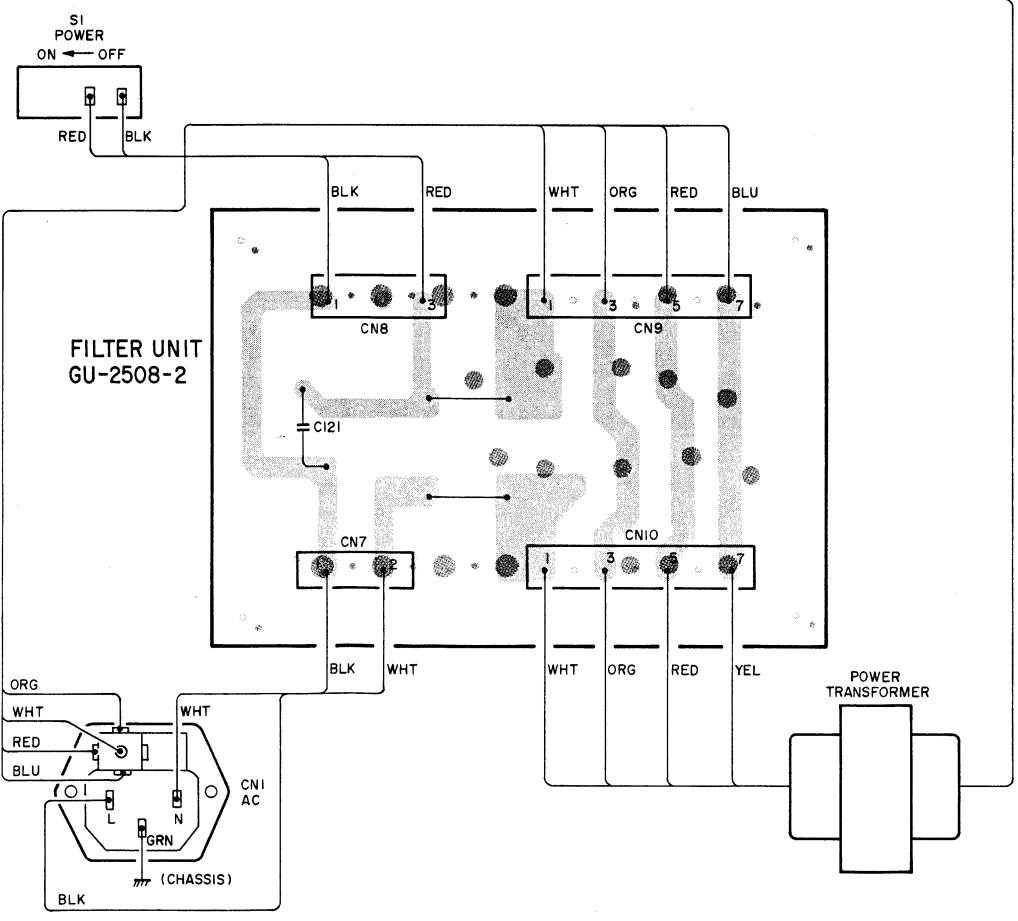 S1
POWER
ON OFF
RED BLK
BLK RED WHT ORG RED BLU
1 3 1 3 5 7
CN8 CN9
FILTER UNIT
GU-2508-2
C121
CN7 CN10
1 2 1 3 5 7
BLK WHT WHT ORG RED YEL
ORG
WHT WHT
RED
BLU
POWER
TRANSFORMER
CN1
AC
L N
GRN
(CHASSIS)
BLK